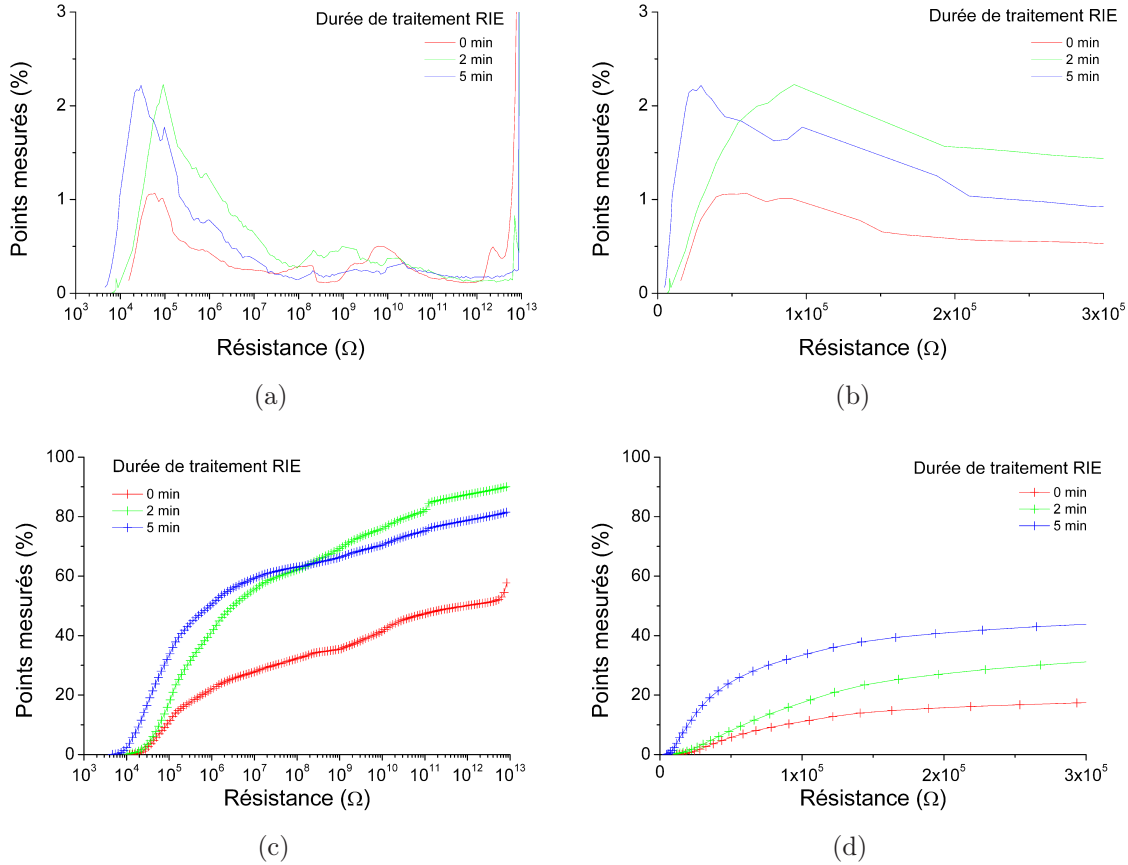 Durée de traitement RIE
0 min
2 min
5 min
Points mesurés (%)
3
2
1
0
10³ 10⁴ 10⁵ 10⁶ 10⁷ 10⁸ 10⁹ 10¹⁰ 10¹¹ 10¹² 10¹³
Résistance (Ω)
(a)
Durée de traitement RIE
0 min
2 min
5 min
Points mesurés (%)
3
2
1
0
0 1x10⁵ 2x10⁵ 3x10⁵
Résistance (Ω)
(b)
Durée de traitement RIE
0 min
2 min
5 min
Points mesurés (%)
100
80
60
40
20
0
10³ 10⁴ 10⁵ 10⁶ 10⁷ 10⁸ 10⁹ 10¹⁰ 10¹¹ 10¹² 10¹³
Résistance (Ω)
(c)
Durée de traitement RIE
0 min
2 min
5 min
Points mesurés (%)
100
80
60
40
20
0
0 1x10⁵ 2x10⁵ 3x10⁵
Résistance (Ω)
(d)